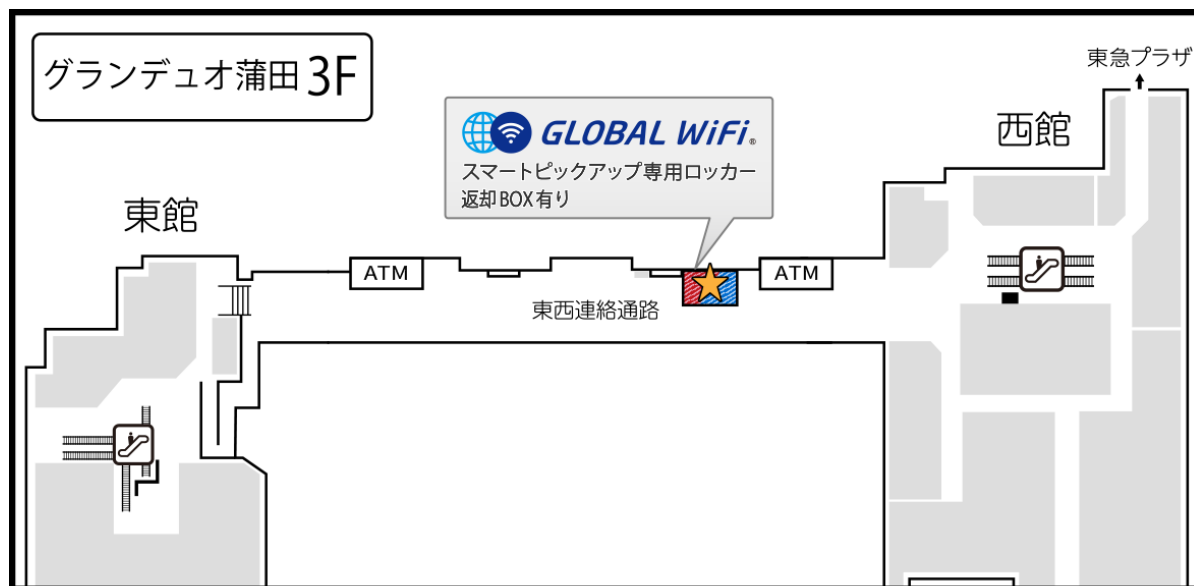 グランデュオ蒲田 3F
東急プラザ
GLOBAL WiFi®
スマートピックアップ専用ロッカー
返却BOX有り
西館
東館
ATM
ATM
東西連絡通路